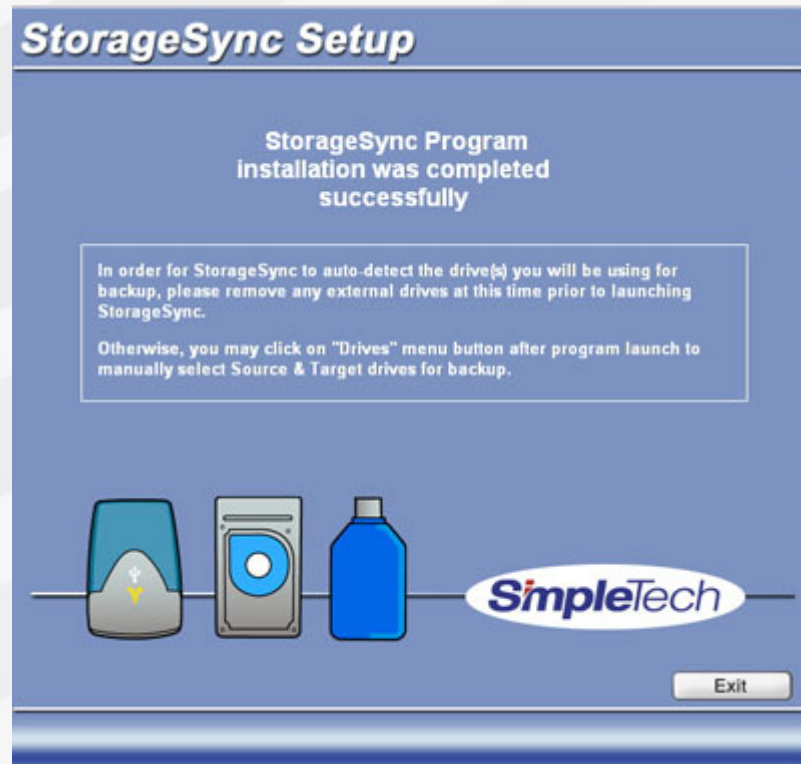 StorageSync Setup
StorageSync Program
installation was completed
successfully
In order for StorageSync to auto-detect the drive(s) you will be using for
backup, please remove any external drives at this time prior to launching
StorageSync.
Otherwise, you may click on "Drives" menu button after program launch to
manually select Source & Target drives for backup.
SimpleTech
Exit